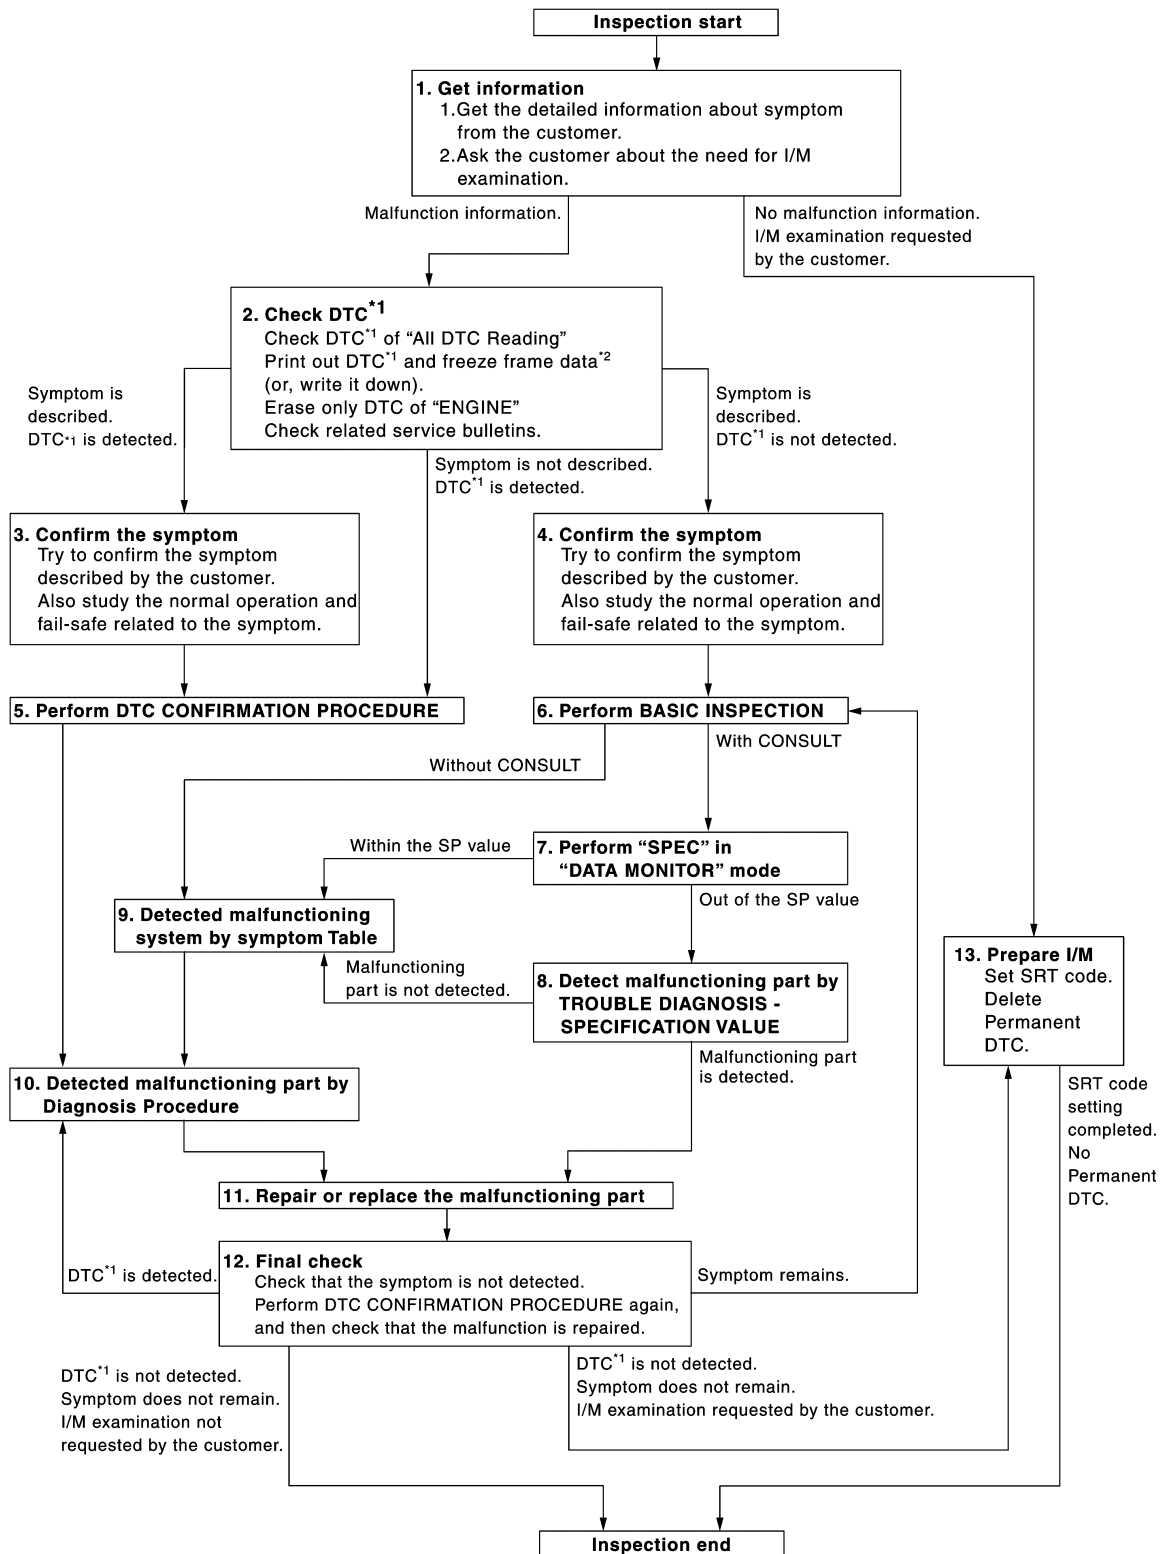 Inspection start
1. Get information
1.Get the detailed information about symptom
from the customer.
2.Ask the customer about the need for I/M
examination.
Malfunction information.
No malfunction information.
I/M examination requested
by the customer.
2. Check DTC*1
Check DTC*1 of “All DTC Reading”
Print out DTC*1 and freeze frame data*2
(or, write it down).
Erase only DTC of “ENGINE”
Check related service bulletins.
Symptom is
described.
DTC*1 is detected.
Symptom is
described.
DTC*1 is not detected.
Symptom is not described.
DTC*1 is detected.
3. Confirm the symptom
Try to confirm the symptom
described by the customer.
Also study the normal operation and
fail-safe related to the symptom.
4. Confirm the symptom
Try to confirm the symptom
described by the customer.
Also study the normal operation and
fail-safe related to the symptom.
5. Perform DTC CONFIRMATION PROCEDURE
6. Perform BASIC INSPECTION
With CONSULT
Without CONSULT
7. Perform “SPEC” in
“DATA MONITOR” mode
Within the SP value
Out of the SP value
9. Detected malfunctioning
system by symptom Table
Malfunctioning
part is not detected.
8. Detect malfunctioning part by
TROUBLE DIAGNOSIS -
SPECIFICATION VALUE
13. Prepare I/M
Set SRT code.
Delete
Permanent
DTC.
Malfunctioning part
is detected.
10. Detected malfunctioning part by
Diagnosis Procedure
SRT code
setting
completed.
No
Permanent
DTC.
11. Repair or replace the malfunctioning part
12. Final check
Check that the symptom is not detected.
Perform DTC CONFIRMATION PROCEDURE again,
and then check that the malfunction is repaired.
DTC*1 is detected.
Symptom remains.
DTC*1 is not detected.
Symptom does not remain.
I/M examination not
requested by the customer.
DTC*1 is not detected.
Symptom does not remain.
I/M examination requested by the customer.
Inspection end